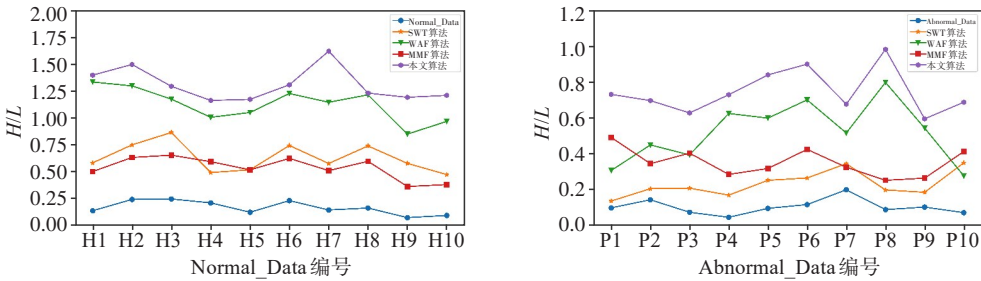 2.00
1.75
1.50
1.25
1.00
0.75
0.50
0.25
0.00
H/L
Normal_Data
SWT算法
WAF算法
MMF算法
本文算法
H1 H2 H3 H4 H5 H6 H7 H8 H9 H10
Normal_Data编号
1.2
1.0
0.8
0.6
0.4
0.2
0.0
H/L
Abnormal_Data
SWT算法
WAF算法
MMF算法
本文算法
P1 P2 P3 P4 P5 P6 P7 P8 P9 P10
Abnormal_Data编号